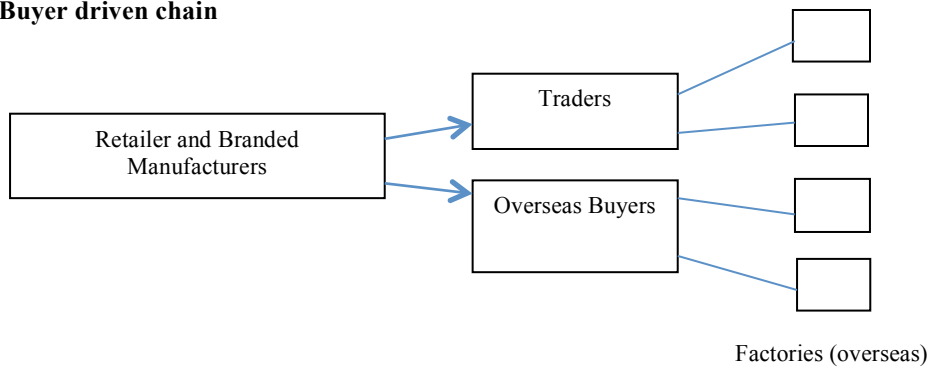 Buyer driven chain
Traders
Retailer and Branded
Manufacturers
Overseas Buyers
Factories (overseas)